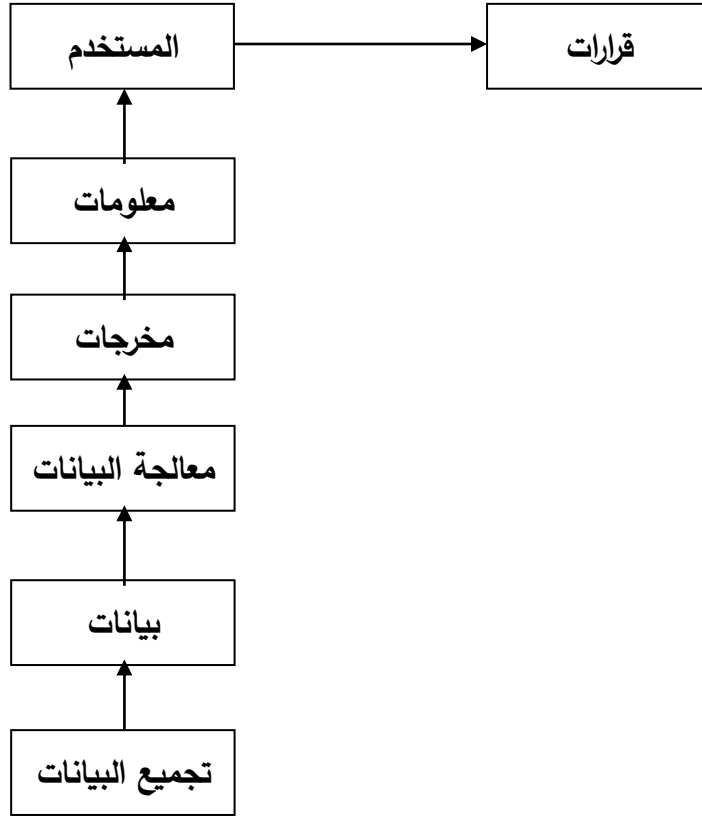 المستخدم
قرارات
معلومات
مخرجات
معالجة البيانات
بيانات
تجميع البيانات